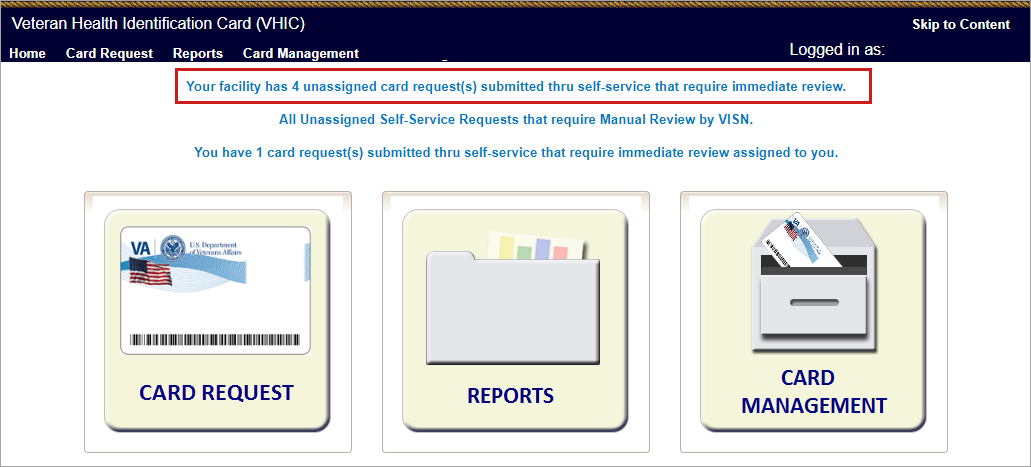 Veteran Health Identification Card (VHIC)
Skip to Content
Home Card Request Reports Card Management
Logged in as:
Your facility has 4 unassigned card request(s) submitted thru self-service that require immediate review.
All Unassigned Self-Service Requests that require Manual Review by VISN.
You have 1 card request(s) submitted thru self-service that require immediate review assigned to you.
VA
U.S. Department
of Veterans Affairs
CARD REQUEST
REPORTS
CARD
MANAGEMENT